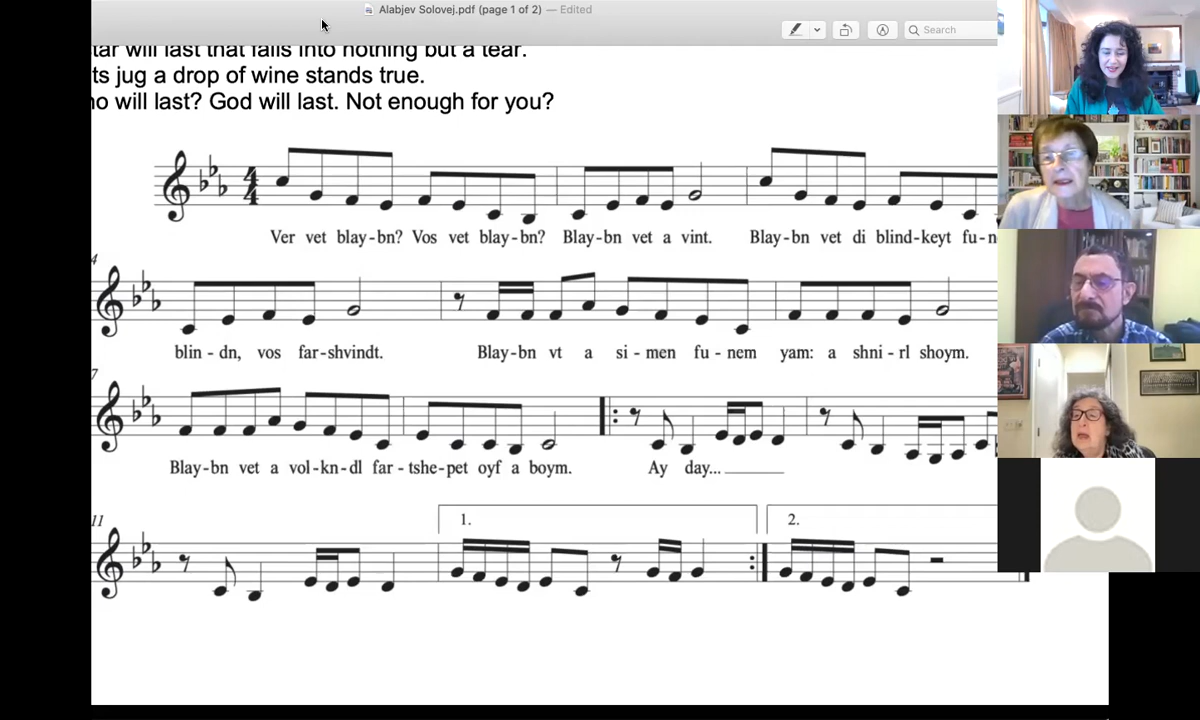 Alabjev Solovej.pdf (page 1 of 2) — Edited
Search
tar will last that falls into nothing but a tear.
ts jug a drop of wine stands true.
o will last? God will last. Not enough for you?
Ver vet blay-bn? Vos vet blay-bn? Blay-bn vet a vint. Blay-bn vet di blind-keyt fu-n
4
blin - dn, vos far-shvindt. Blay-bn vt a si - men fu - nem yam: a shni - rl shoym.
7
Blay-bn vet a vol-kn-dl far - tshe-pet oyf a boym. Ay day...
11
1. 2.